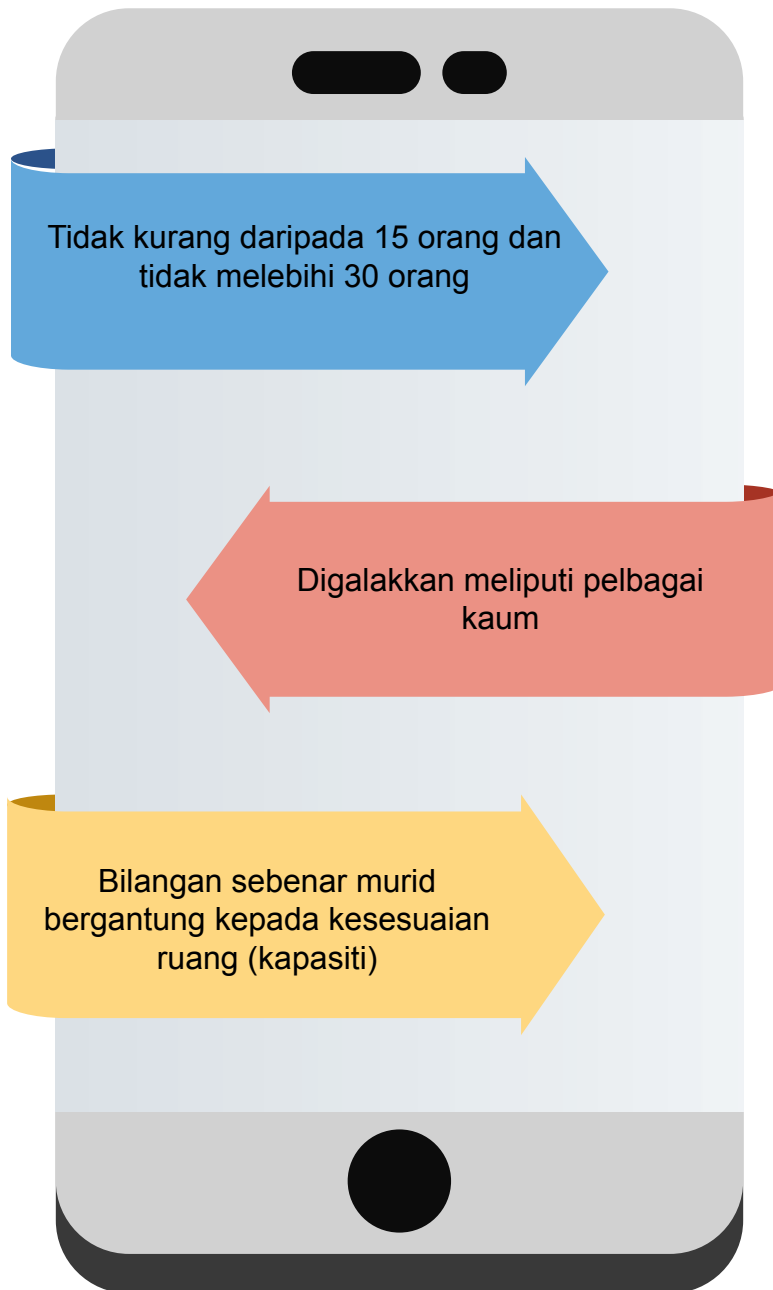 Tidak kurang daripada 15 orang dan
tidak melebihi 30 orang
Digalakkan meliputi pelbagai
kaum
Bilangan sebenar murid
bergantung kepada kesesuaian
ruang (kapasiti)